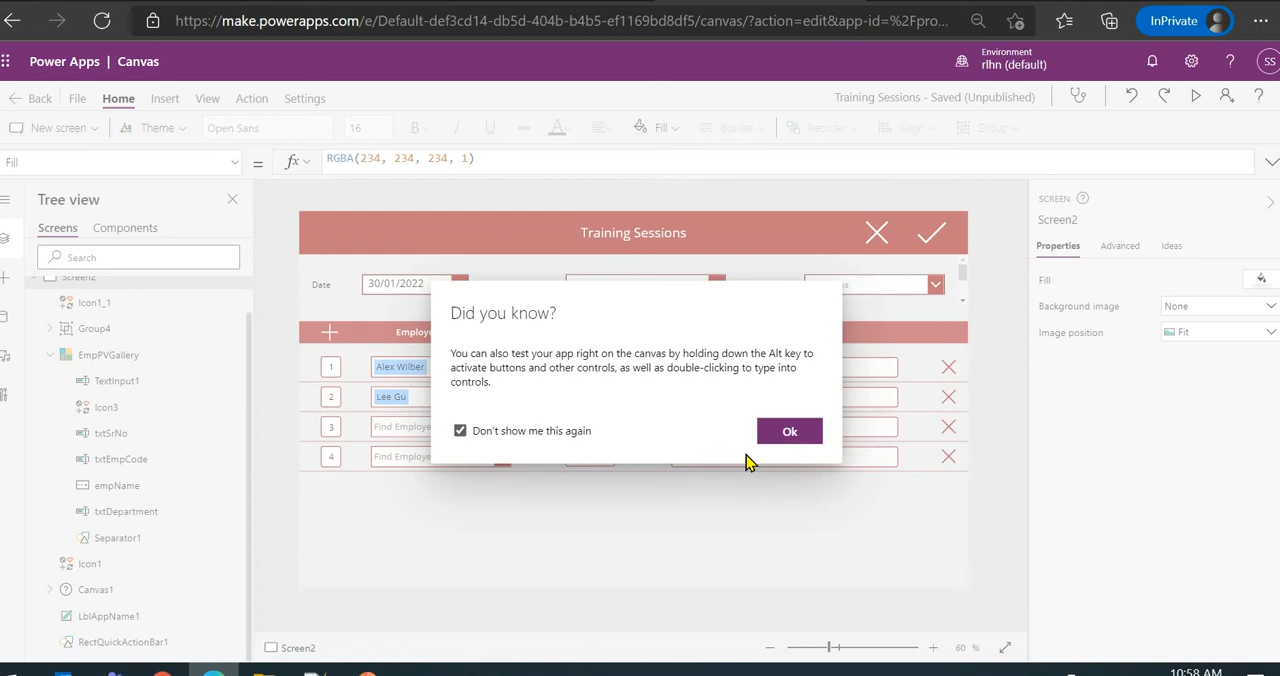 https://make.powerapps.com/e/Default-def3cd14-db5d-404b-b4b5-ef1169bd8df5/canvas/?action=edit&app-id=%2Fpro...
InPrivate
Power Apps | Canvas
Environment
rlhn (default)
SS
Back File Home Insert View Action Settings
Training Sessions - Saved (Unpublished)
New screen Theme Open Sans 16 B Fill Border Reorder Align Group
Fill = fx RGBA(234, 234, 234, 1)
Tree view
Screens Components
Search
Screen2
Icon1_1
Group4
EmpPVGallery
TextInput1
Icon3
txtSrNo
txtEmpCode
empName
txtDepartment
Separator1
Icon1
Canvas1
LblAppName1
RectQuickActionBar1
Training Sessions
Date 30/01/2022
Employe
1 Alex Wilber
2 Lee Gu
3 Find Employe
4 Find Employe
Did you know?
You can also test your app right on the canvas by holding down the Alt key to
activate buttons and other controls, as well as double-clicking to type into
controls.
Don't show me this again
Ok
Screen2
60 %
SCREEN
Screen2
Properties Advanced Ideas
Fill
Background image None
Image position Fit
10:58 AM